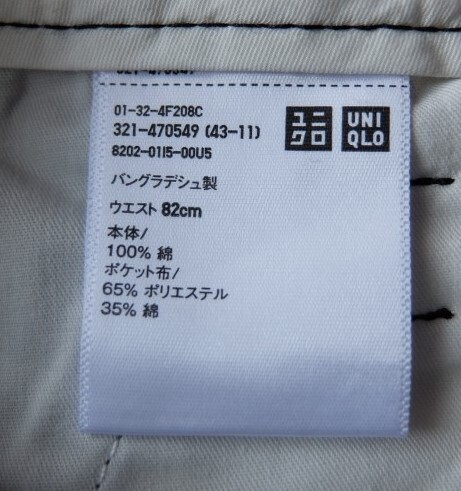 01-32-4F208C
321-470549 (43-11)
8202-0115-00U5
バングラデシュ製
ウエスト 82cm
本体/
100% 綿
ポケット布/
65% ポリエステル
35% 綿
ユニ
クロ
UNI
QLO